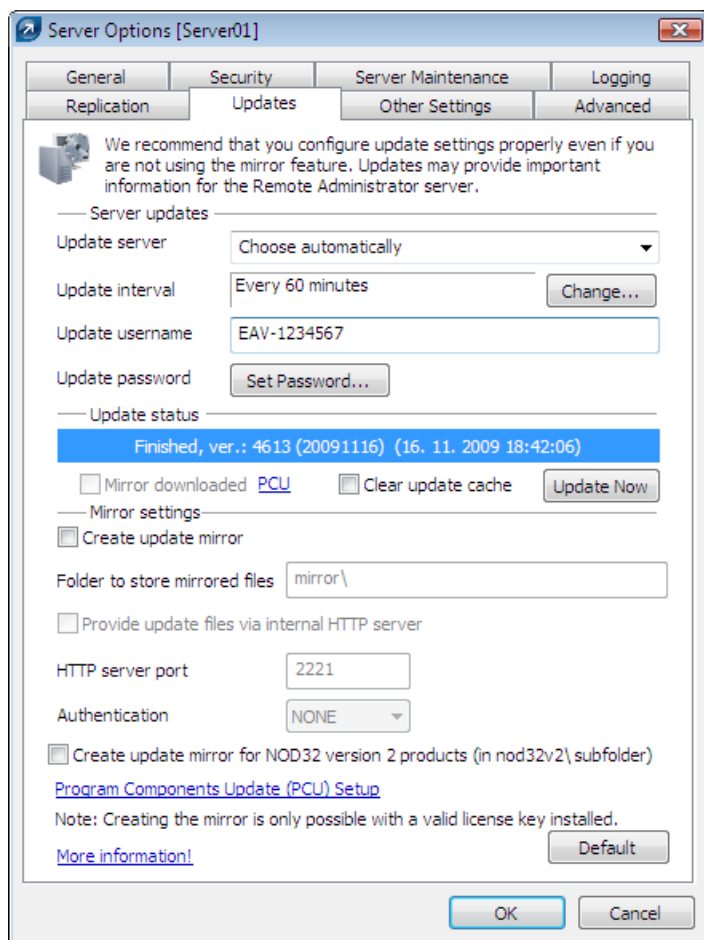 Server Options [Server01]
General Security Server Maintenance Logging
Replication Updates Other Settings Advanced
We recommend that you configure update settings properly even if you
are not using the mirror feature. Updates may provide important
information for the Remote Administrator server.
Server updates
Update server Choose automatically
Update interval Every 60 minutes Change...
Update username EAV-1234567
Update password Set Password...
Update status
Finished, ver.: 4613 (20091116) (16. 11. 2009 18:42:06)
Mirror downloaded PCU Clear update cache Update Now
Mirror settings
Create update mirror
Folder to store mirrored files mirror\
Provide update files via internal HTTP server
HTTP server port 2221
Authentication NONE
Create update mirror for NOD32 version 2 products (in nod32v2\ subfolder)
Program Components Update (PCU) Setup
Note: Creating the mirror is only possible with a valid license key installed.
More information! Default
OK Cancel